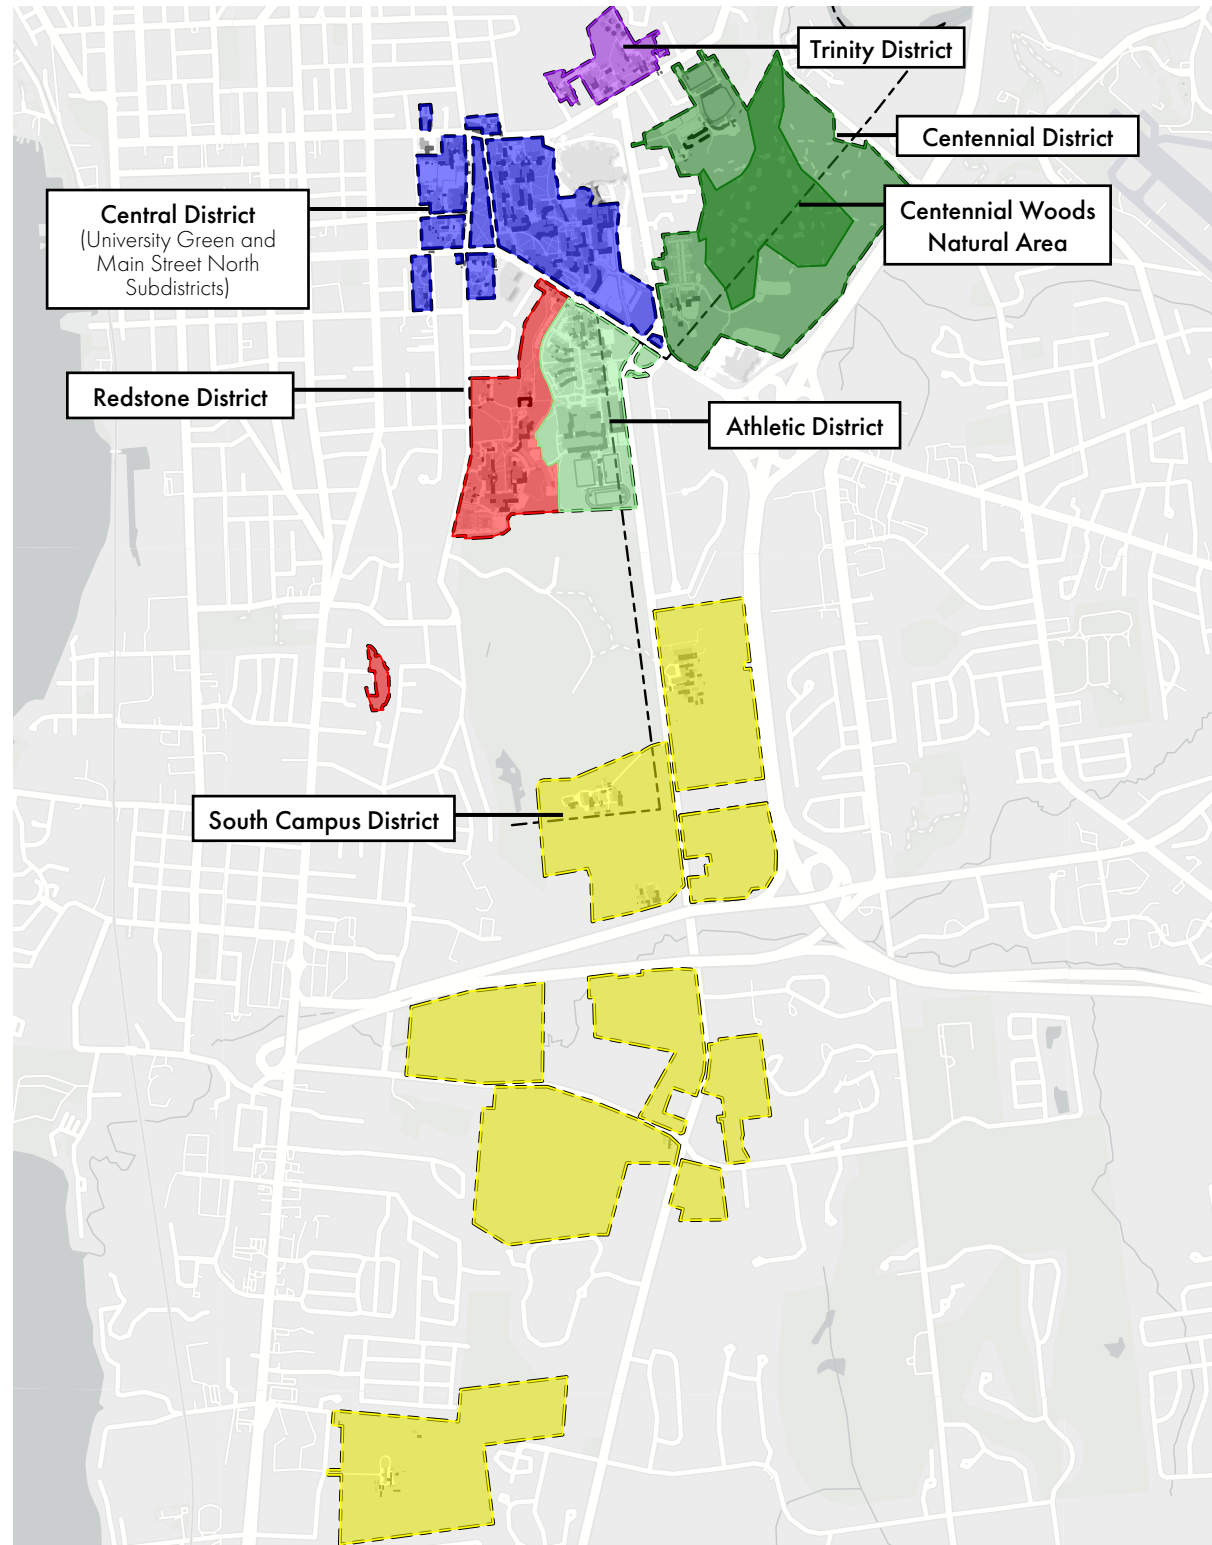 Trinity District
Centennial District
Central District
(University Green and
Main Street North
Subdistricts)
Centennial Woods
Natural Area
Redstone District
Athletic District
South Campus District